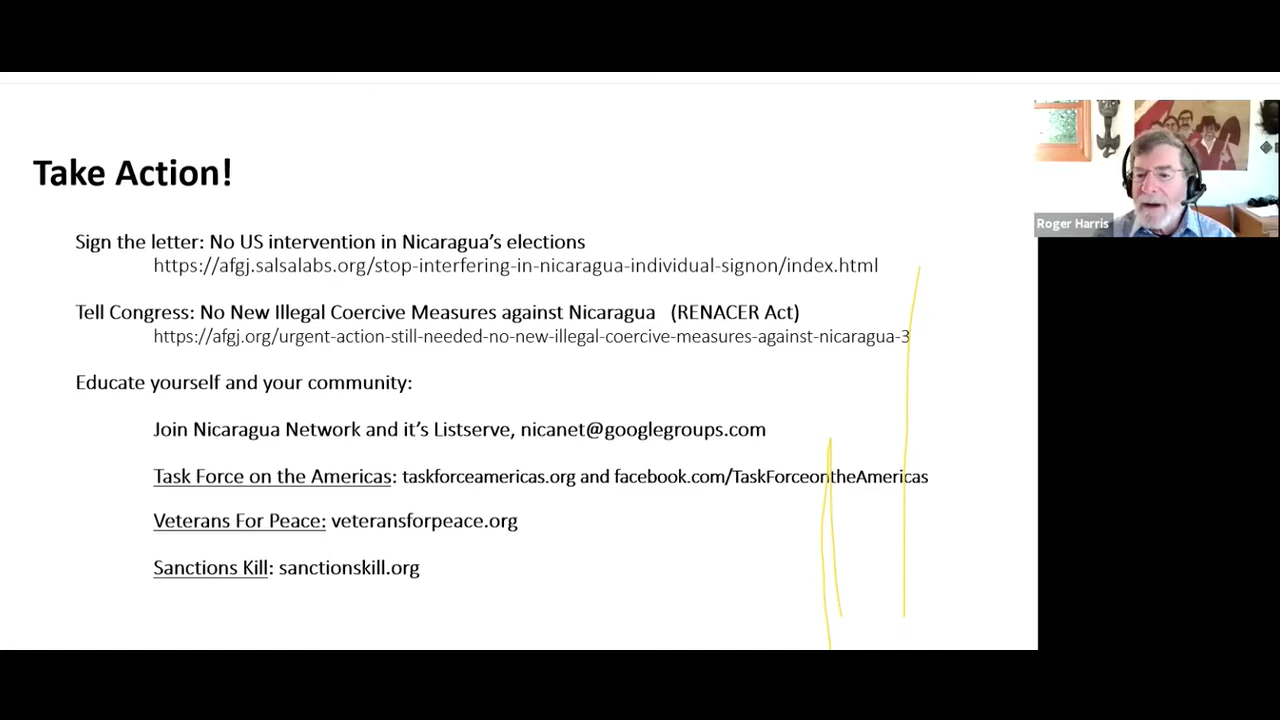 Take Action!
Sign the letter: No US intervention in Nicaragua’s elections
https://afgj.salsalabs.org/stop-interfering-in-nicaragua-individual-signon/index.html
Tell Congress: No New Illegal Coercive Measures against Nicaragua (RENACER Act)
https://afgj.org/urgent-action-still-needed-no-new-illegal-coercive-measures-against-nicaragua-3
Educate yourself and your community:
Join Nicaragua Network and it’s Listserve, nicanet@googlegroups.com
Task Force on the Americas: taskforceamericas.org and facebook.com/TaskForceontheAmericas
Veterans For Peace: veteransforpeace.org
Sanctions Kill: sanctionskill.org
Roger Harris